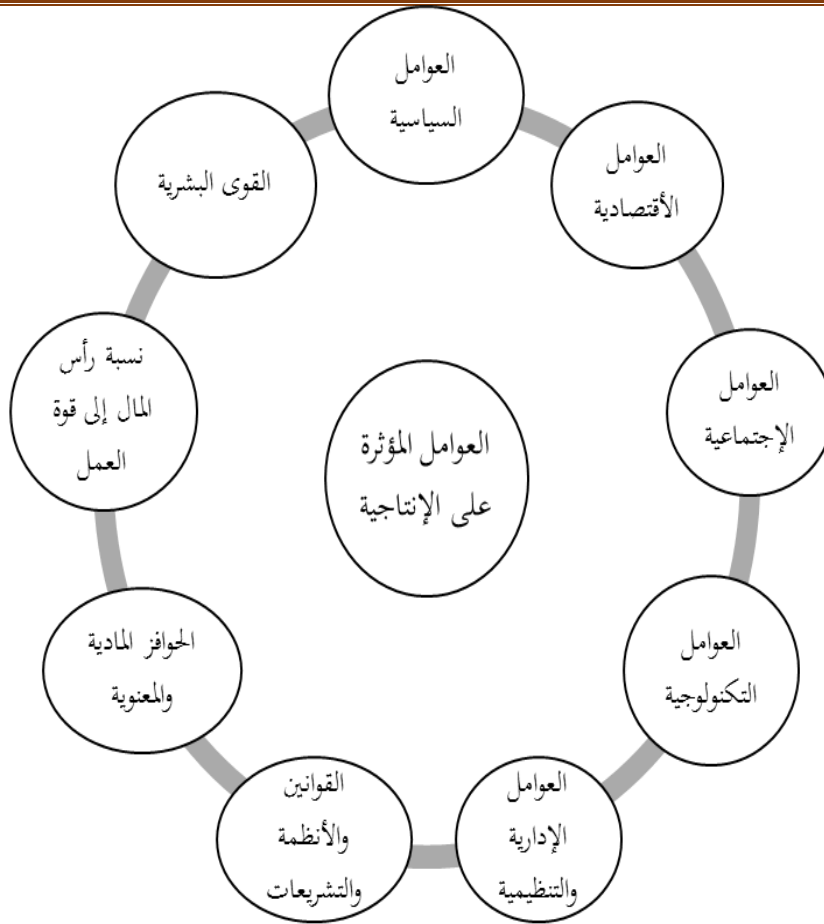 العوامل
السياسية
العوامل
الأقتصادية
العوامل
الإجتماعية
العوامل
التكنولوجية
العوامل
الإدارية
والتنظيمية
القوانين
والأنظمة
والتشريعات
الحوافز المادية
والمعنوية
نسبة رأس
المال إلى قوة
العمل
القوى البشرية
العوامل المؤثرة
على الإنتاجية